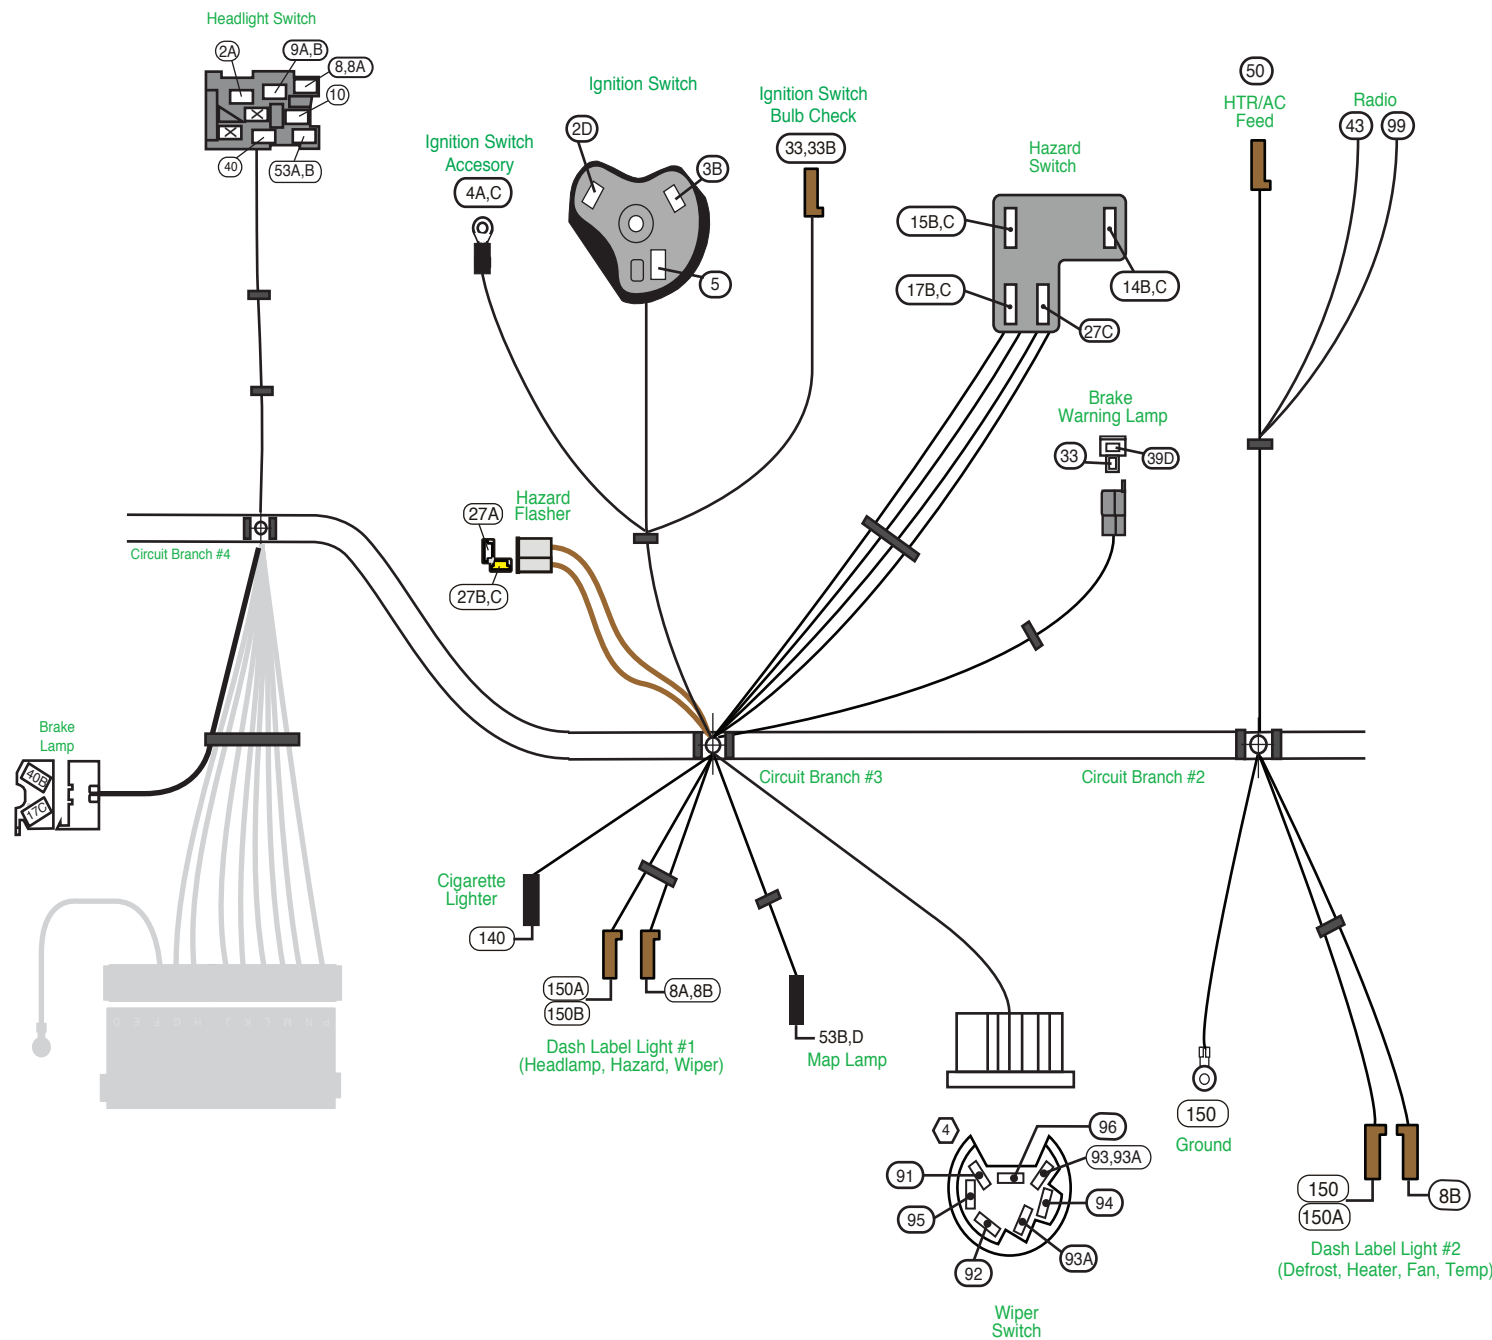 Headlight Switch
2A
9A,B
8,8A
10
40
53A,B
Ignition Switch
Accesory
4A,C
Ignition Switch
2D
3B
5
Ignition Switch
Bulb Check
33,33B
Hazard
Switch
15B,C
17B,C
14B,C
27C
50
HTR/AC
Feed
Radio
43
99
Brake
Warning Lamp
33
39D
Hazard
Flasher
27A
27B,C
Circuit Branch #4
Brake
Lamp
40B
17C
Circuit Branch #3
Circuit Branch #2
Cigarette
Lighter
140
150A
150B
8A,8B
Dash Label Light #1
(Headlamp, Hazard, Wiper)
53B,D
Map Lamp
D E F G H J K L M N P
4
96
93,93A
91
94
95
93A
92
Wiper
Switch
150
Ground
150
150A
8B
Dash Label Light #2
(Defrost, Heater, Fan, Temp)